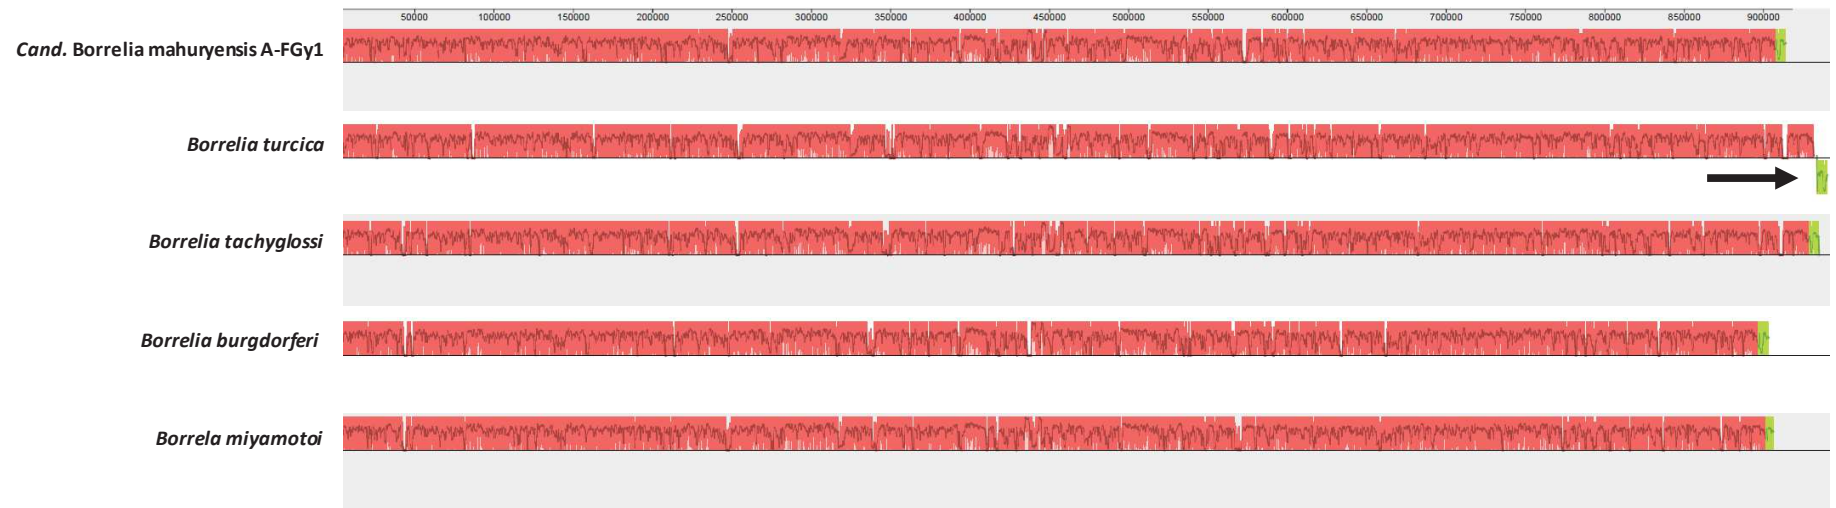 50000 100000 150000 200000 250000 300000 350000 400000 450000 500000 550000 600000 650000 700000 750000 800000 850000 900000
Cand. Borrelia mahuryensis A-FGy1
Borrelia turcica
Borrelia tachyglossi
Borrelia burgdorferi
Borrela miyamotoi